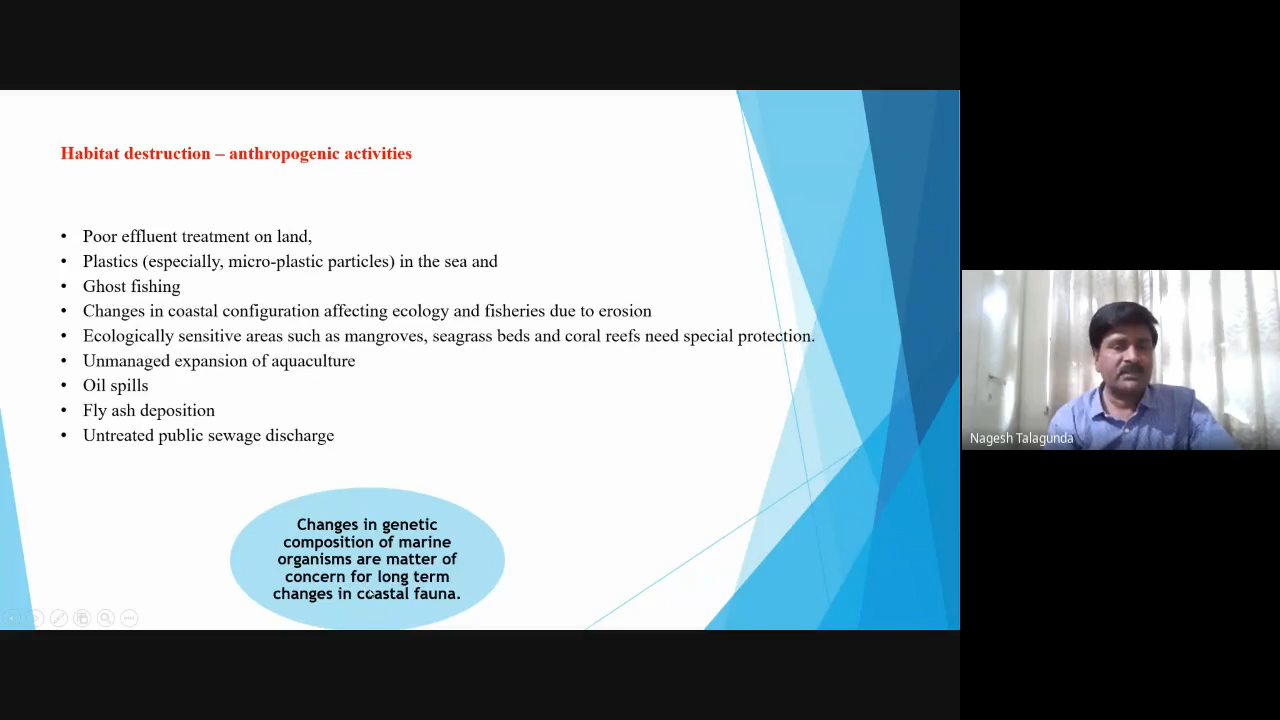 Habitat destruction – anthropogenic activities
• Poor effluent treatment on land,
• Plastics (especially, micro-plastic particles) in the sea and
• Ghost fishing
• Changes in coastal configuration affecting ecology and fisheries due to erosion
• Ecologically sensitive areas such as mangroves, seagrass beds and coral reefs need special protection.
• Unmanaged expansion of aquaculture
• Oil spills
• Fly ash deposition
• Untreated public sewage discharge
Changes in genetic
composition of marine
organisms are matter of
concern for long term
changes in coastal fauna.
Nagesh Talagunda